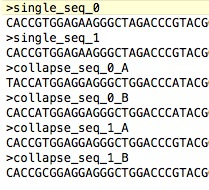 >single_seq_0
CACCGTGGAGAAGGGCTAGACCCGTACG
>single_seq_1
CACCGTGGAGAAGGGCTAGACCCGTACG
>collapse_seq_0_A
TACCATGGAGGAGGGCTGGACCCATACG
>collapse_seq_0_B
CACCATGGAGGAGGGCTGGACCCATACG
>collapse_seq_1_A
CACCGTGGAGGAGGGCTGGACCCGTACG
>collapse_seq_1_B
CACCGCGGAGGAGGGCTGGACCCGTACG